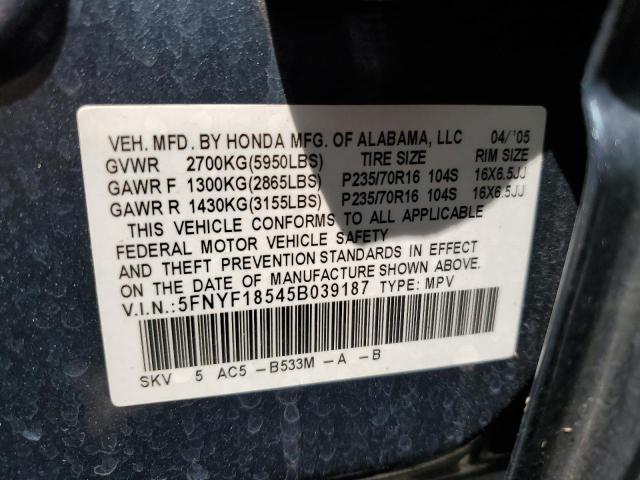 VEH. MFD. BY HONDA MFG. OF ALABAMA, LLC 04/ '05
GVWR 2700KG(5950LBS) TIRE SIZE RIM SIZE
GAWR F 1300KG(2865LBS) P235/70R16 104S 16X6.5JJ
GAWR R 1430KG(3155LBS) P235/70R16 104S 16X6.5JJ
THIS VEHICLE CONFORMS TO ALL APPLICABLE
FEDERAL MOTOR VEHICLE SAFETY
AND THEFT PREVENTION STANDARDS IN EFFECT
ON THE DATE OF MANUFACTURE SHOWN ABOVE.
V.I.N.:5FNYF18545B039187 TYPE: MPV
SKV 5 AC5 -B533M -A -B